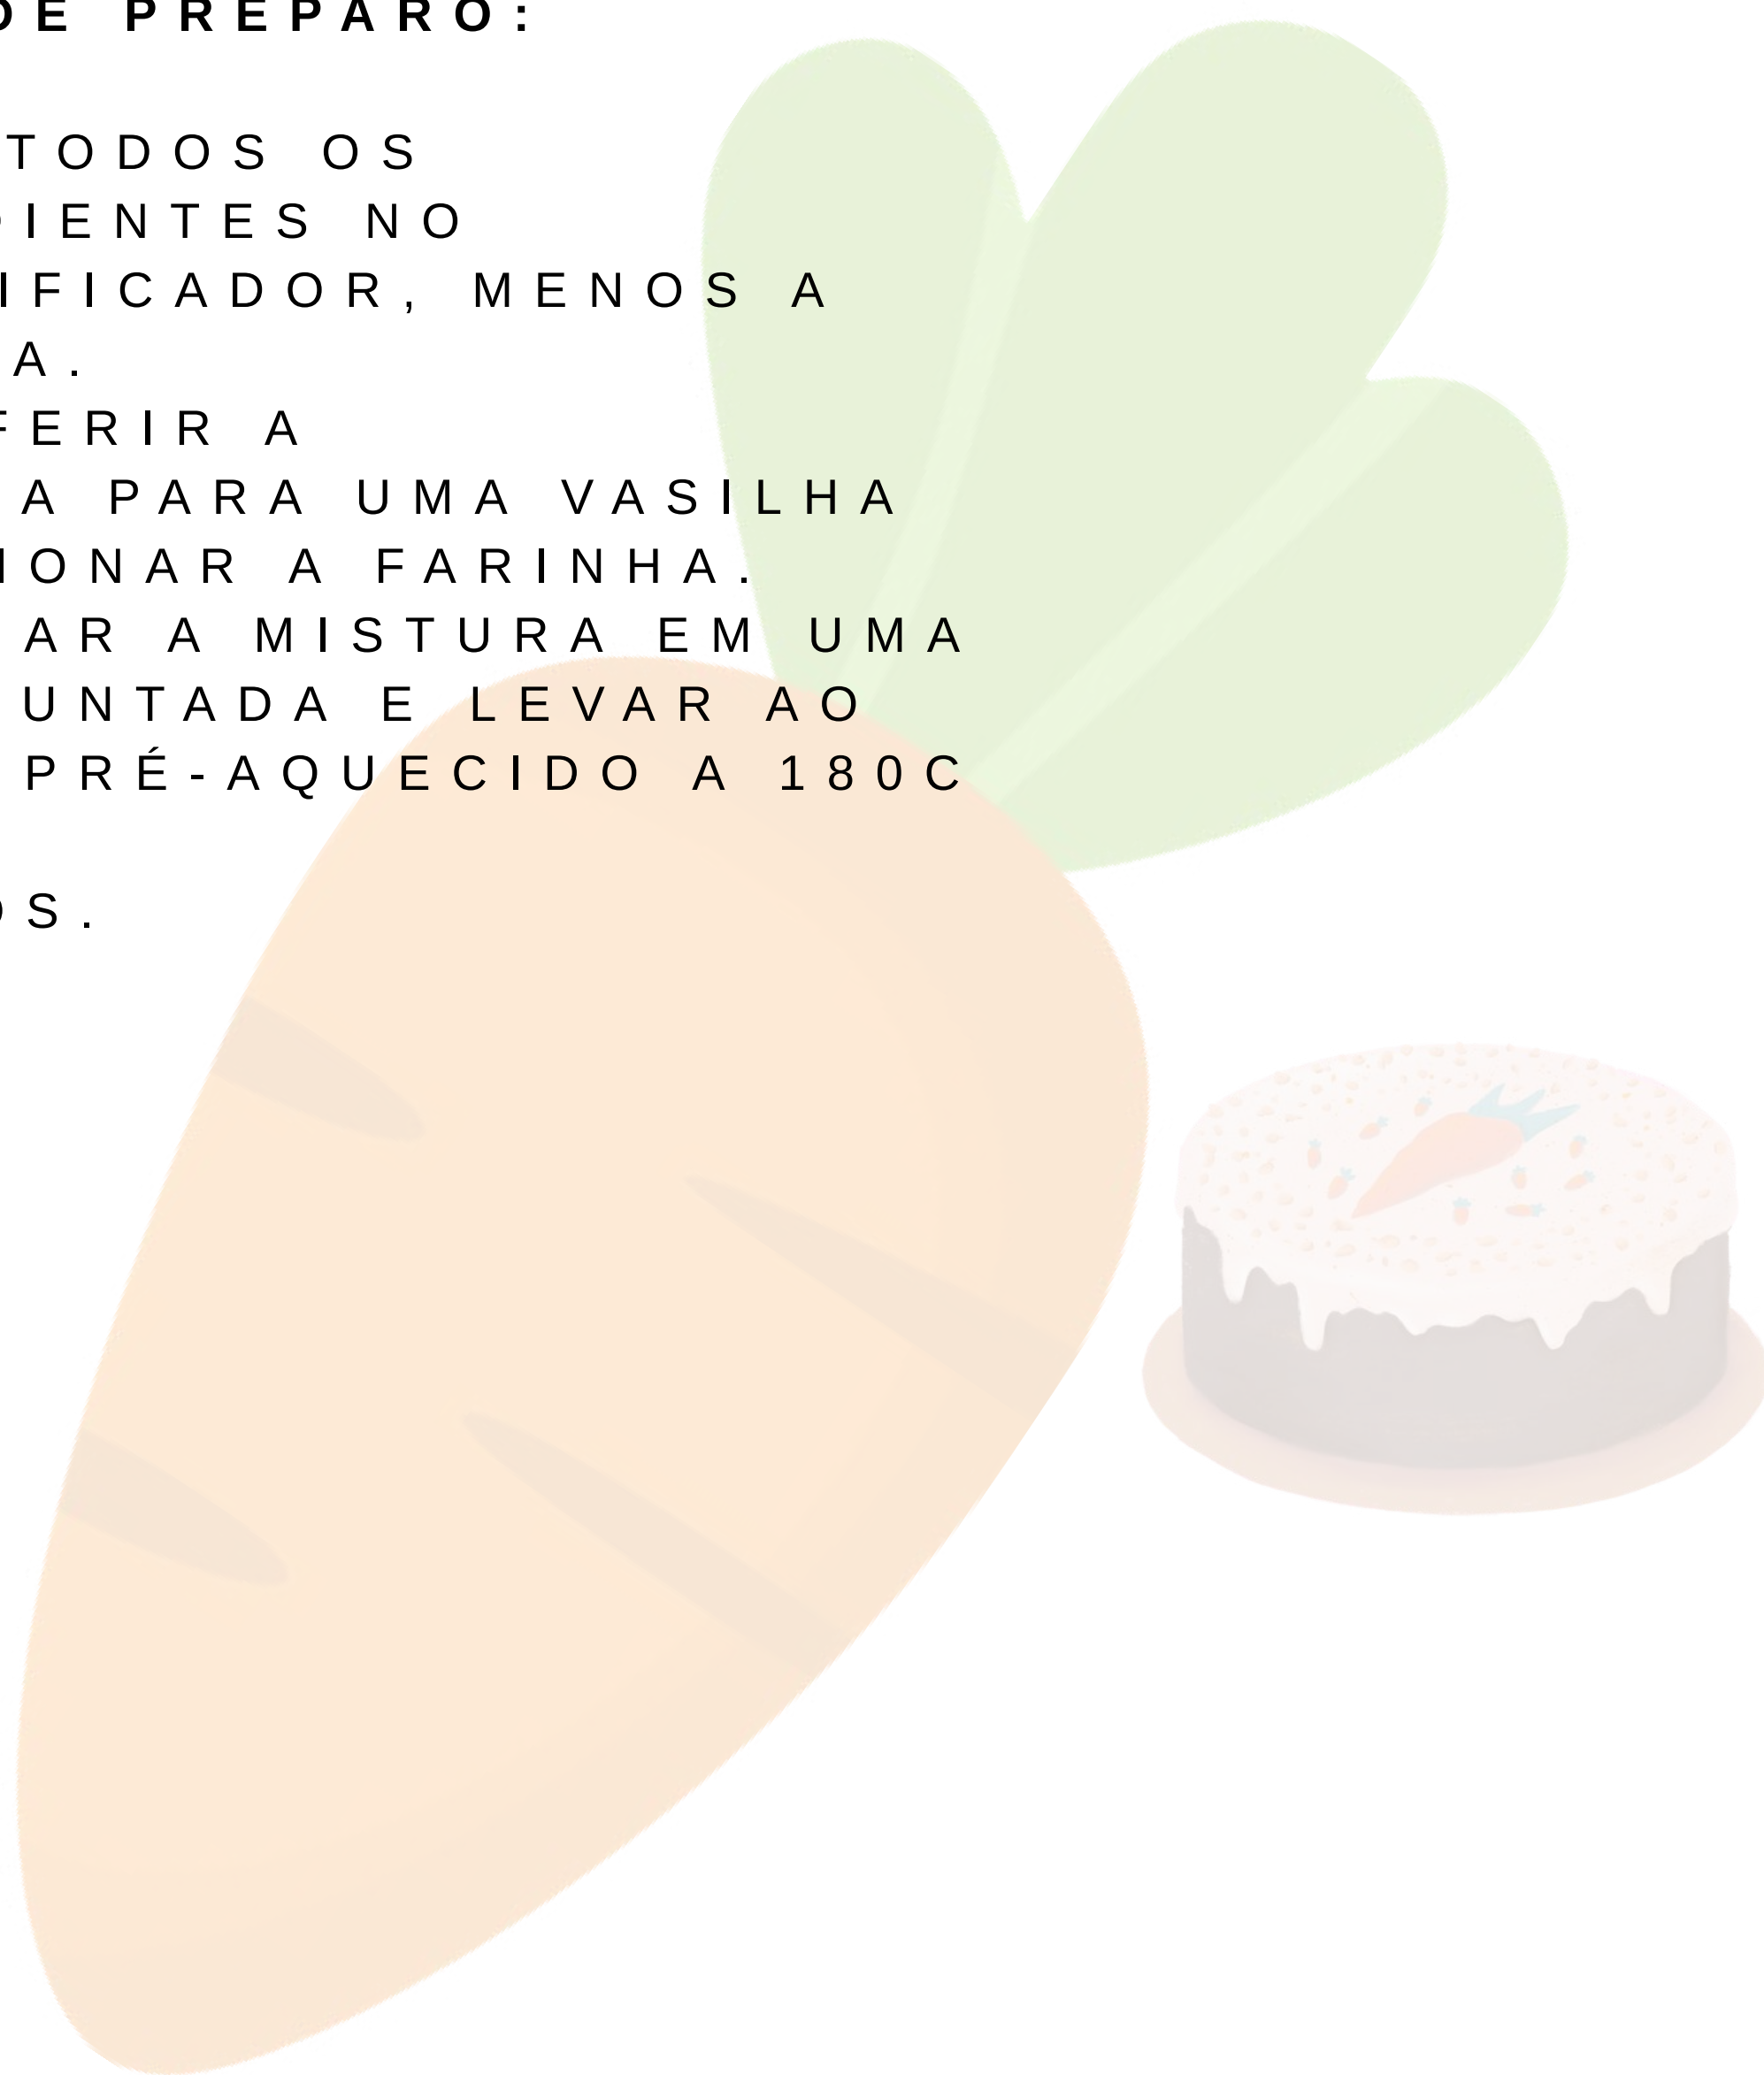 DE PREPARO:
TODOS OS
DIENTES NO
IFICADOR, MENOS A
A.
FERIR A
A PARA UMA VASILHA
IONAR A FARINHA.
AR A MISTURA EM UMA
UNTADA E LEVAR AO
PRÉ-AQUECIDO A 180C
OS.